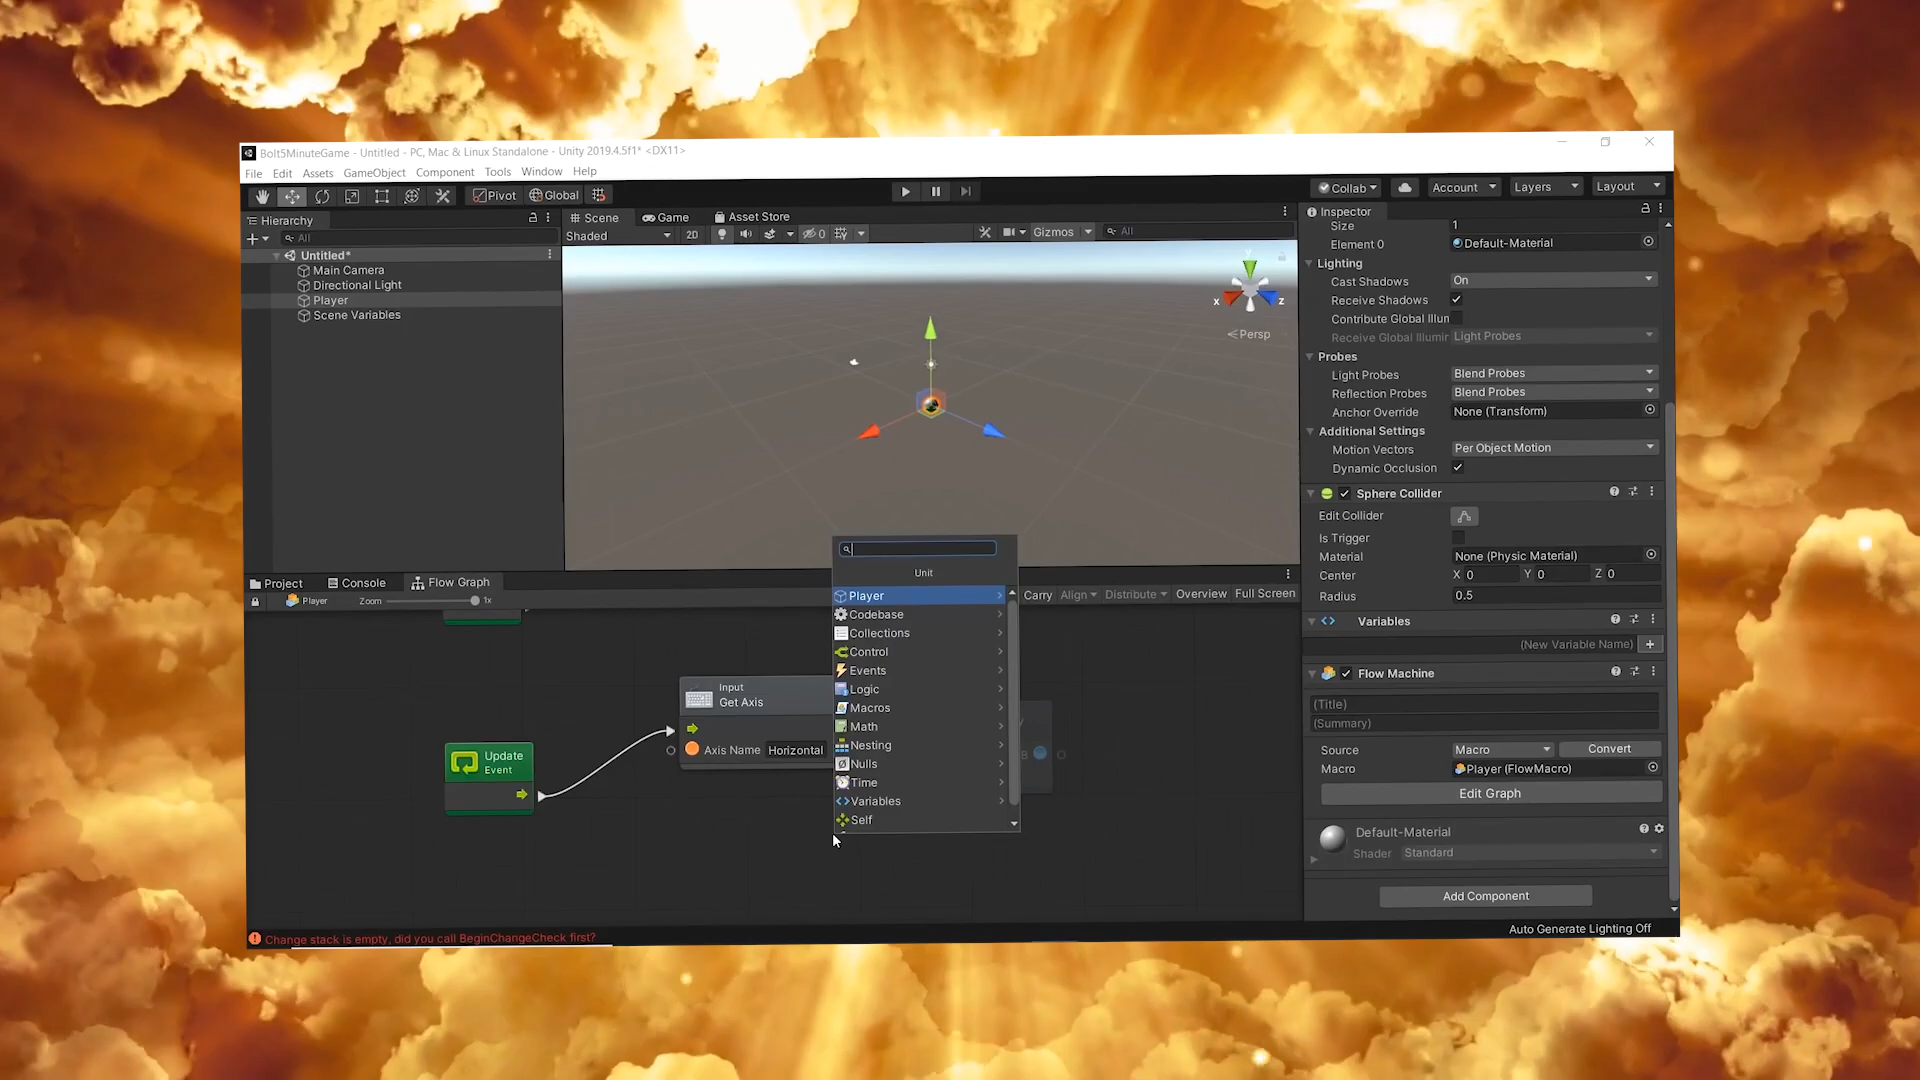 Bolt5MinuteGame - Untitled - PC, Mac & Linux Standalone - Unity 2019.4.5f1* <DX11>
File Edit Assets GameObject Component Tools Window Help
Pivot Global
Collab Account Layers Layout
Hierarchy
All
Untitled*
Main Camera
Directional Light
Player
Scene Variables
Scene Game Asset Store
Shaded 2D 0 Gizmos All
x z
Persp
Inspector
Size 1
Element 0 Default-Material
Lighting
Cast Shadows On
Receive Shadows
Contribute Global Illum
Receive Global Illumir Light Probes
Probes
Light Probes Blend Probes
Reflection Probes Blend Probes
Anchor Override None (Transform)
Additional Settings
Motion Vectors Per Object Motion
Dynamic Occlusion
Sphere Collider
Edit Collider
Is Trigger
Material None (Physic Material)
Center X 0 Y 0 Z 0
Radius 0.5
Variables
(New Variable Name)
Flow Machine
(Title)
(Summary)
Source Macro Convert
Macro Player (FlowMacro)
Edit Graph
Default-Material
Shader Standard
Add Component
Auto Generate Lighting Off
Project Console Flow Graph
Player Zoom 1x
Carry Align Distribute Overview Full Screen
Unit
Player
Codebase
Collections
Control
Events
Logic
Macros
Math
Nesting
Nulls
Time
Variables
Self
Input
Get Axis
Axis Name Horizontal
Update
Event
Change stack is empty, did you call BeginChangeCheck first?